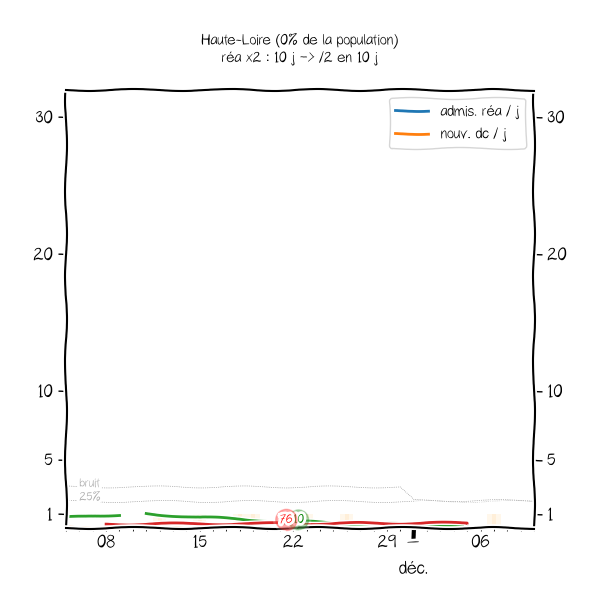 Haute-Loire (0% de la population)
réa x2 : 10 j -> /2 en 10 j
admis. réa / j
nouv. dc / j
30
30
20
20
10
10
5
5
bruit
25%
1
1
76
08
15
22
29
06
déc.